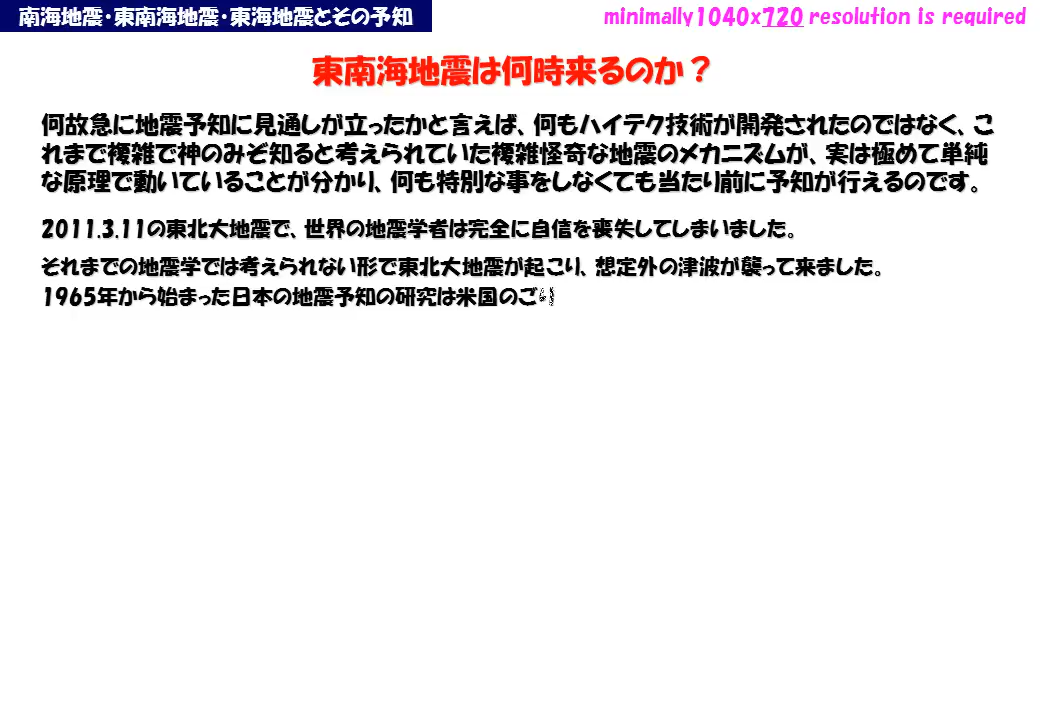 南海地震・東南海地震・東海地震とその予知
minimally1040x720 resolution is required
東南海地震は何時来るのか？
何故急に地震予知に見通しが立ったかと言えば、何もハイテク技術が開発されたのではなく、こ
れまで複雑で神のみぞ知ると考えられていた複雑怪奇な地震のメカニズムが、実は極めて単純
な原理で動いていることが分かり、何も特別な事をしなくても当たり前に予知が行えるのです。
2011.3.11の東北大地震で、世界の地震学者は完全に自信を喪失してしまいました。
それまでの地震学では考えられない形で東北大地震が起こり、想定外の津波が襲って来ました。
1965年から始まった日本の地震予知の研究は米国のご